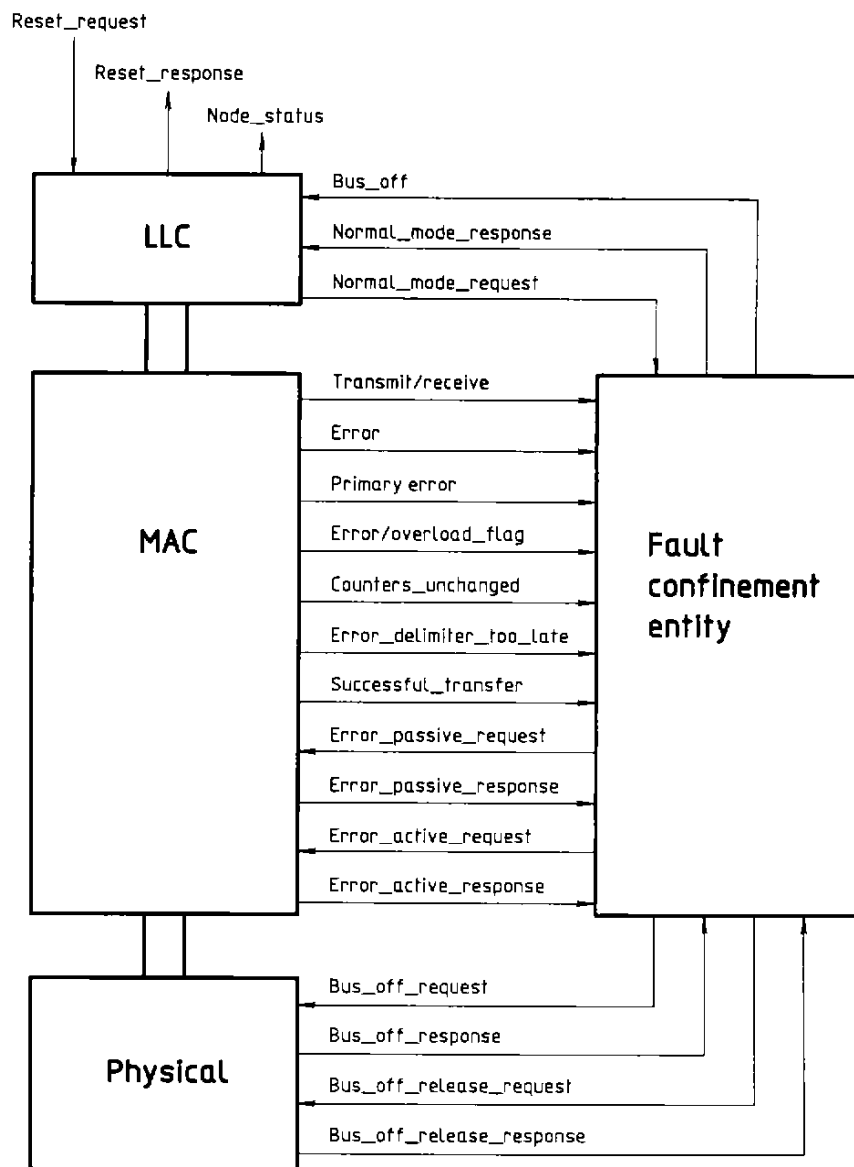 Reset_request
Reset_response
Node_status
Bus_off
LLC
Normal_mode_response
Normal_mode_request
Transmit/receive
Error
Primary error
MAC
Error/overload_flag
Fault
confinement
entity
Counters_unchanged
Error_delimiter_too_late
Successful_transfer
Error_passive_request
Error_passive_response
Error_active_request
Error_active_response
Bus_off_request
Bus_off_response
Physical
Bus_off_release_request
Bus_off_release_response